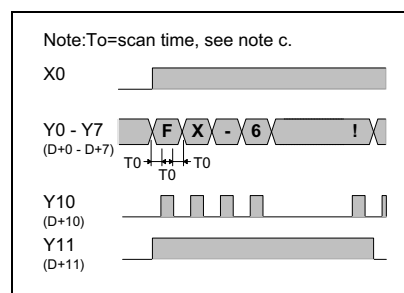 Note:To=scan time, see note c.
X0
Y0 - Y7
(D+0 - D+7)
F X - 6 !
T0 T0
T0
Y10
(D+10)
Y11
(D+11)